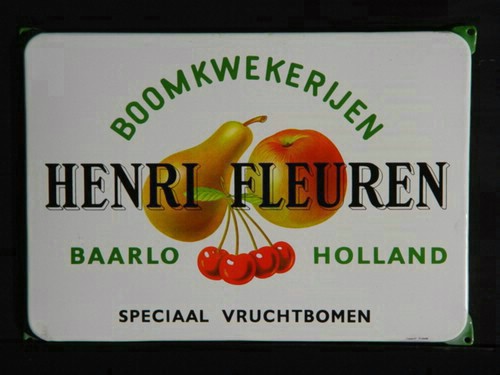 BOOMKWEKERIJEN
HENRI FLEUREN
BAARLO HOLLAND
SPECIAAL VRUCHTBOMEN